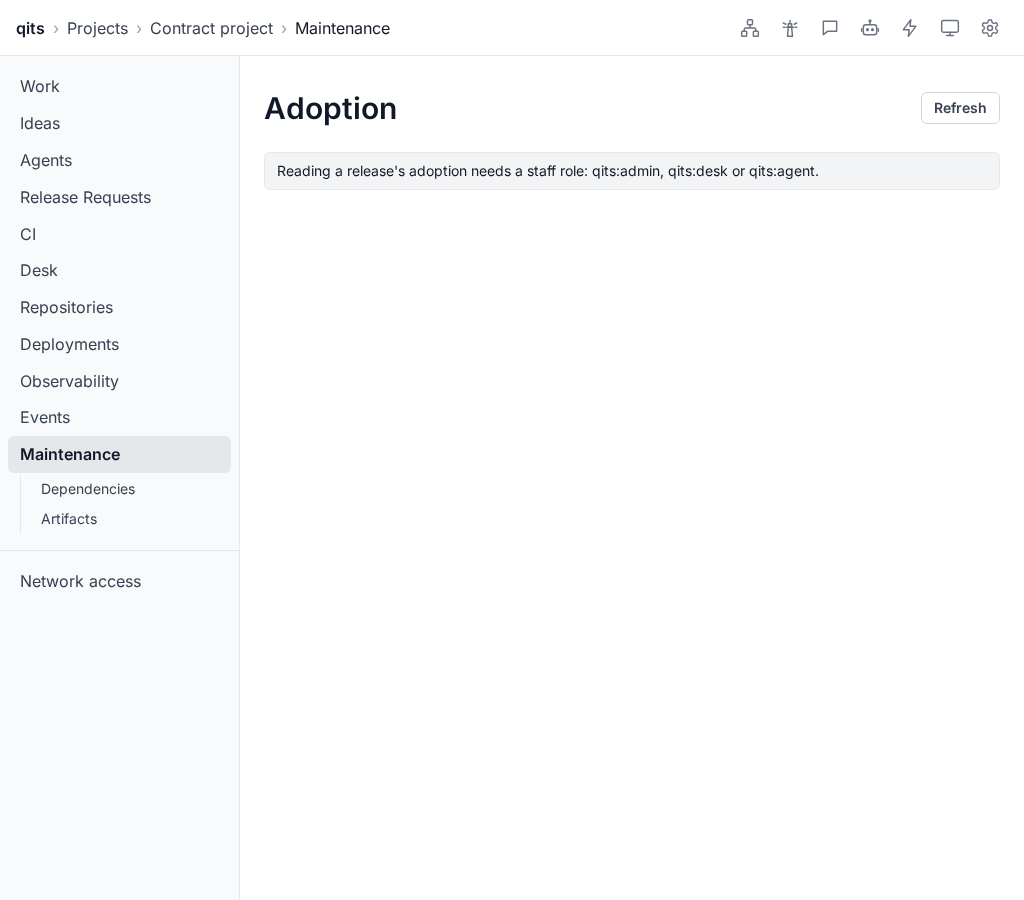 qits › Projects › Contract project › Maintenance
Work
Ideas
Agents
Release Requests
CI
Desk
Repositories
Deployments
Observability
Events
Maintenance
Dependencies
Artifacts
Network access
Adoption
Refresh
Reading a release's adoption needs a staff role: qits:admin, qits:desk or qits:agent.